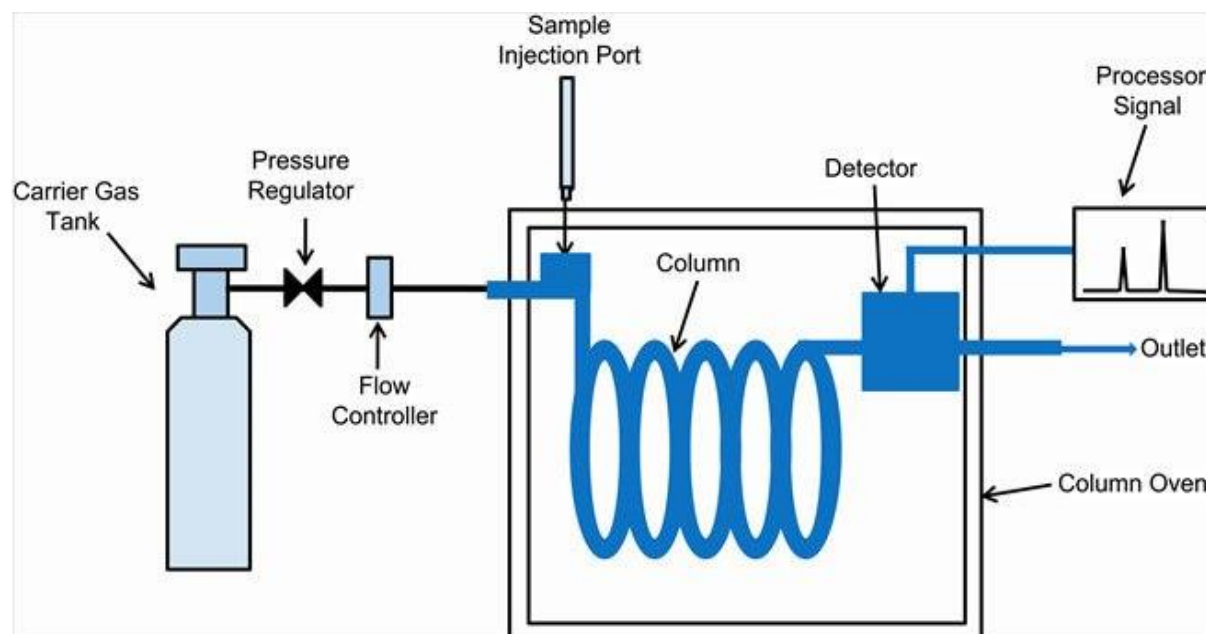 Sample
Injection Port
Processor
Signal
Pressure
Regulator
Detector
Carrier Gas
Tank
Column
Outlet
Flow
Controller
Column Oven